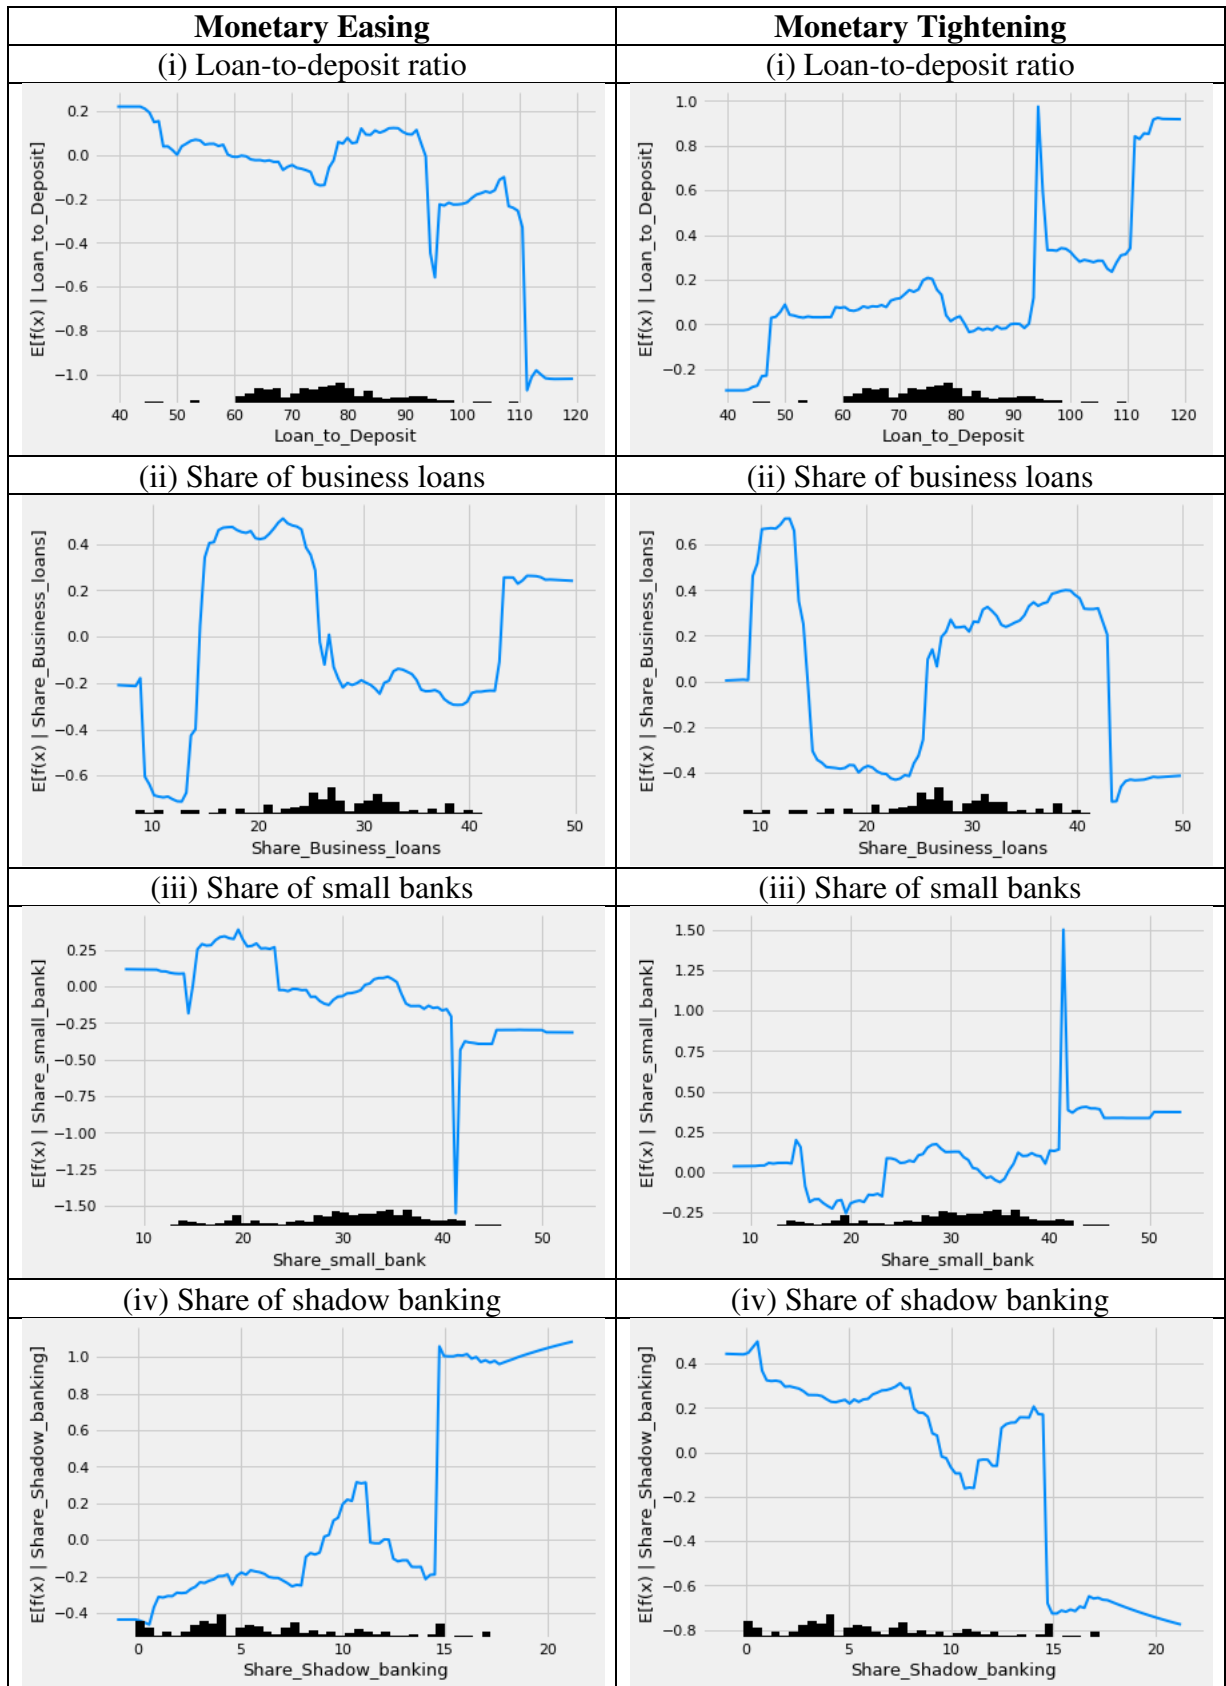 Monetary Easing
Monetary Tightening
(i) Loan-to-deposit ratio
(i) Loan-to-deposit ratio
E[f(x) | Loan_to_Deposit]
0.2
0.0
−0.2
−0.4
−0.6
−0.8
−1.0
40 50 60 70 80 90 100 110 120
Loan_to_Deposit
E[f(x) | Loan_to_Deposit]
1.0
0.8
0.6
0.4
0.2
0.0
−0.2
40 50 60 70 80 90 100 110 120
Loan_to_Deposit
(ii) Share of business loans
(ii) Share of business loans
E[f(x) | Share_Business_loans]
0.4
0.2
0.0
−0.2
−0.4
−0.6
10 20 30 40 50
Share_Business_loans
E[f(x) | Share_Business_loans]
0.6
0.4
0.2
0.0
−0.2
−0.4
10 20 30 40 50
Share_Business_loans
(iii) Share of small banks
(iii) Share of small banks
E[f(x) | Share_small_bank]
0.25
0.00
−0.25
−0.50
−0.75
−1.00
−1.25
−1.50
10 20 30 40 50
Share_small_bank
E[f(x) | Share_small_bank]
1.50
1.25
1.00
0.75
0.50
0.25
0.00
−0.25
10 20 30 40 50
Share_small_bank
(iv) Share of shadow banking
(iv) Share of shadow banking
E[f(x) | Share_Shadow_banking]
1.0
0.8
0.6
0.4
0.2
0.0
−0.2
−0.4
0 5 10 15 20
Share_Shadow_banking
E[f(x) | Share_Shadow_banking]
0.4
0.2
0.0
−0.2
−0.4
−0.6
−0.8
0 5 10 15 20
Share_Shadow_banking